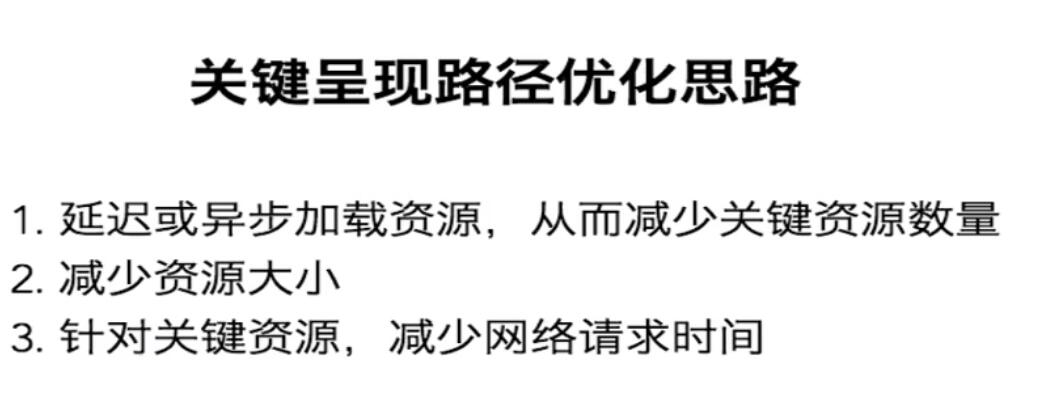 关键呈现路径优化思路
1. 延迟或异步加载资源，从而减少关键资源数量
2. 减少资源大小
3. 针对关键资源，减少网络请求时间